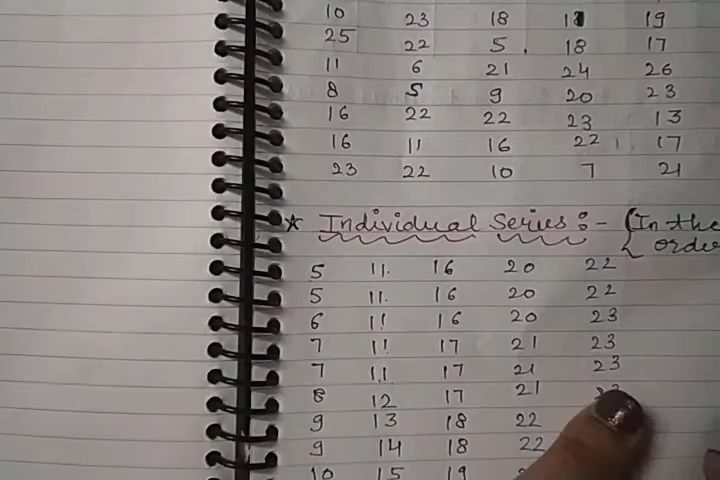 10 23 18 19
25 22 5 18 17
11 6 21 24 26
8 5 9 20 23
16 22 22 23 13
16 11 16 22 17
23 22 10 7 21
* Individual Series :- {In the
order
5 11 16 20 22
5 11 16 20 22
6 11 16 20 23
7 11 17 21 23
7 11 17 21 23
8 12 17 21
9 13 18 22
9 14 18 22
10 15 19